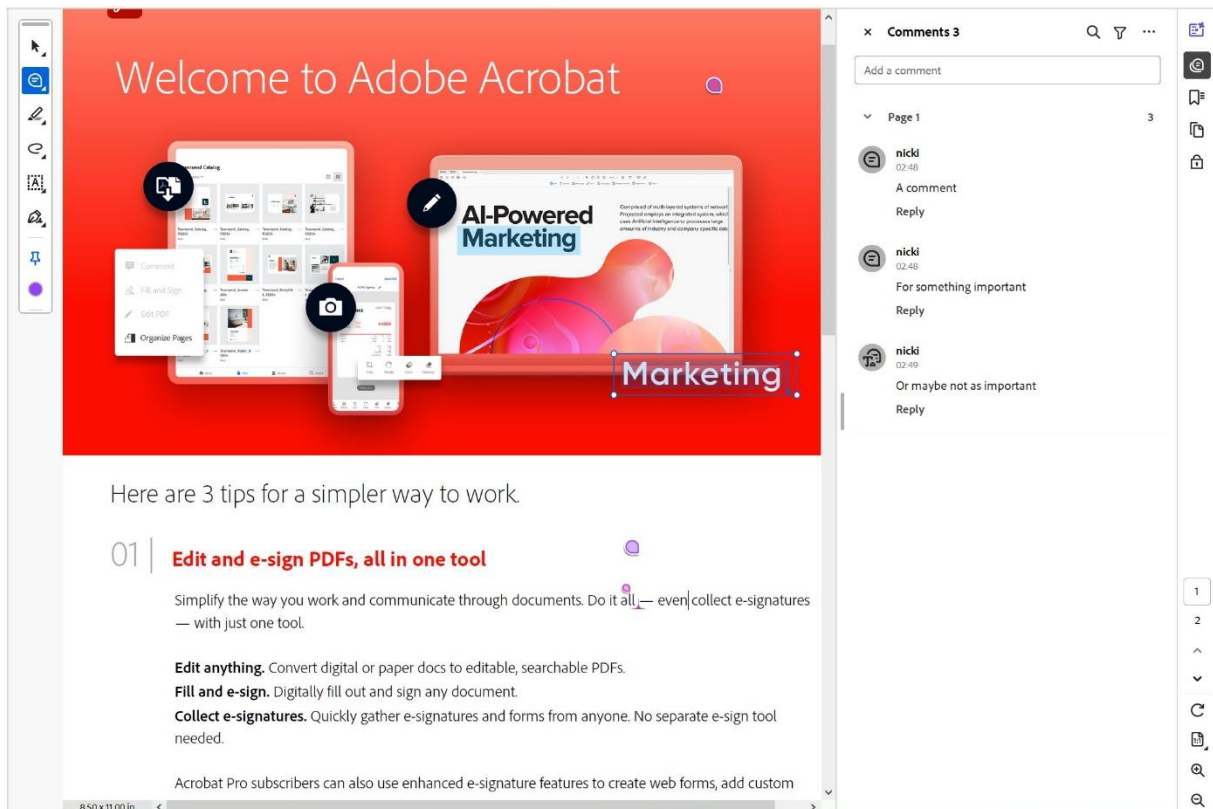 Welcome to Adobe Acrobat
Townsend Catalog
AI-Powered
Marketing
Comment
Fill and Sign
Edit PDF
Organize Pages
Marketing
Here are 3 tips for a simpler way to work.
01
Edit and e-sign PDFs, all in one tool
Simplify the way you work and communicate through documents. Do it all — even collect e-signatures
— with just one tool.
Edit anything. Convert digital or paper docs to editable, searchable PDFs.
Fill and e-sign. Digitally fill out and sign any document.
Collect e-signatures. Quickly gather e-signatures and forms from anyone. No separate e-sign tool
needed.
Acrobat Pro subscribers can also use enhanced e-signature features to create web forms, add custom
8.50 x 11.00 in
Comments 3
Add a comment
Page 1 3
nicki
02:48
A comment
Reply
nicki
02:48
For something important
Reply
nicki
02:49
Or maybe not as important
Reply
1
2